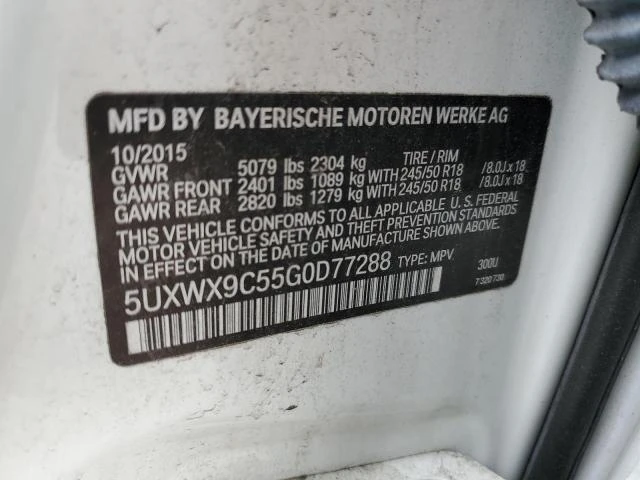 MFD BY BAYERISCHE MOTOREN WERKE AG
10/2015 TIRE / RIM
GVWR 5079 lbs 2304 kg
GAWR FRONT 2401 lbs 1089 kg WITH 245/50 R18 /8.0J x 18
GAWR REAR 2820 lbs 1279 kg WITH 245/50 R18 /8.0J x 18
THIS VEHICLE CONFORMS TO ALL APPLICABLE U. S. FEDERAL
MOTOR VEHICLE SAFETY AND THEFT PREVENTION STANDARDS
IN EFFECT ON THE DATE OF MANUFACTURE SHOWN ABOVE.
5UXWX9C55G0D77288 TYPE: MPV 300U
7 320 730